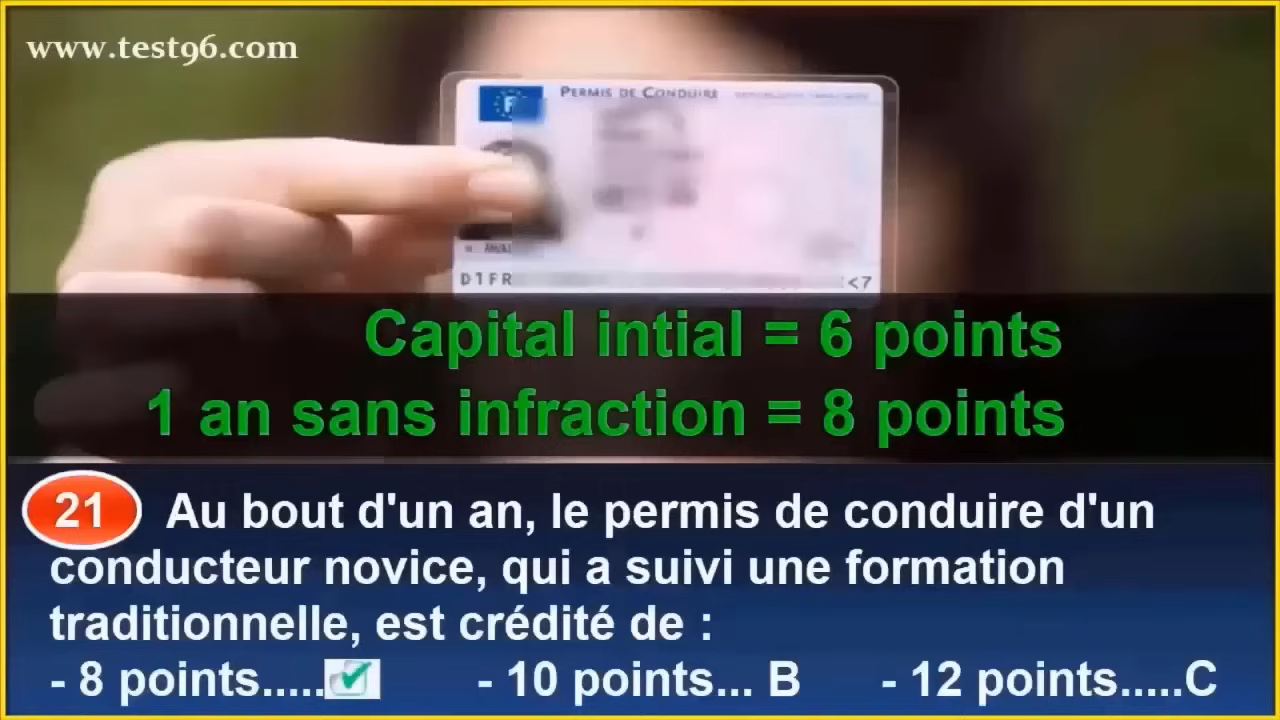 www.test96.com
F
PERMIS DE CONDUIRE
D1FR
<7
Capital intial = 6 points
1 an sans infraction = 8 points
21 Au bout d'un an, le permis de conduire d'un
conducteur novice, qui a suivi une formation
traditionnelle, est crédité de :
- 8 points..... - 10 points... B - 12 points.....C